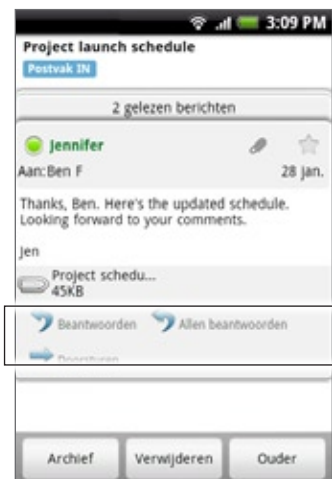 3:09 PM
Project launch schedule
Postvak IN
2 gelezen berichten
Jennifer
Aan: Ben F 28 jan.
Thanks, Ben. Here's the updated schedule.
Looking forward to your comments.
Jen
Project schedu...
45KB
Beantwoorden Allen beantwoorden
Doorsturen
Archief Verwijderen Ouder